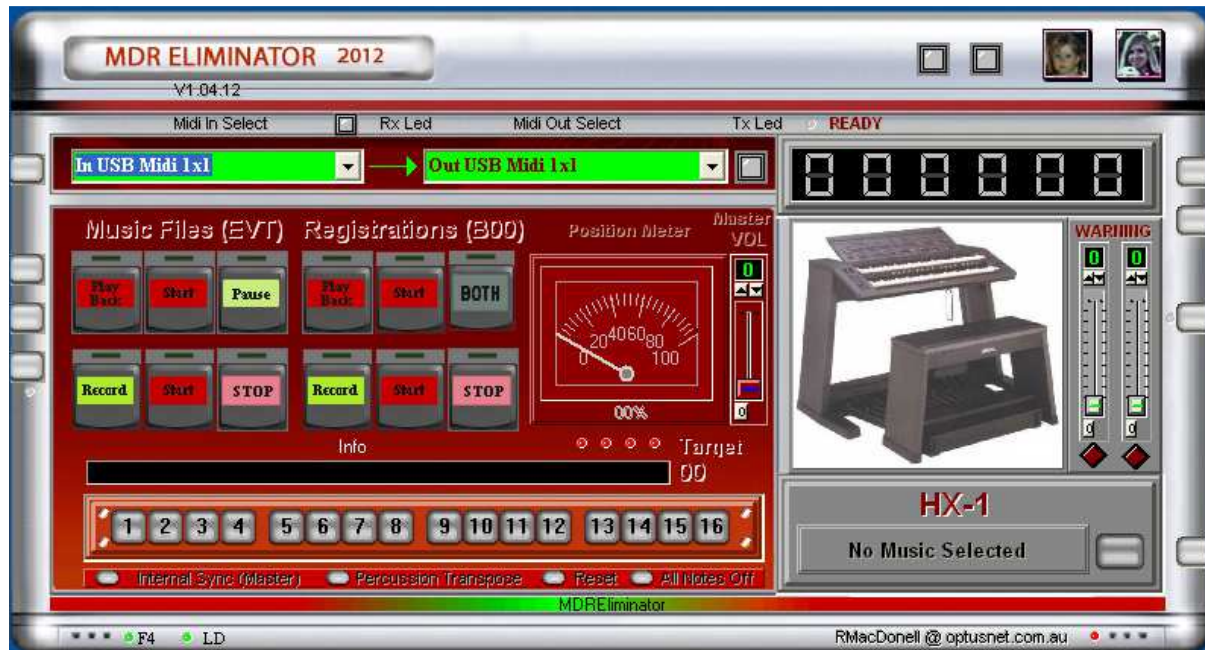 MDR ELIMINATOR 2012
V1.04.12
Midi In Select Rx Led Midi Out Select Tx Led READY
In USB Midi 1x1 Out USB Midi 1x1
Music Files (EVT) Registrations (B00) Position Meter Master VOL
Play Back Start Pause Play Back Start BOTH
0
0 20 40 60 80 100
Record Start STOP Record Start STOP
00% 0
Info Target
00
1 2 3 4 5 6 7 8 9 10 11 12 13 14 15 16
Internal Sync (Master) Percussion Transpose Reset All Notes Off
WARNING
0 0
0 0
HX-1
No Music Selected
MDREliminator
F4 LD RMacDonell @ optusnet.com.au